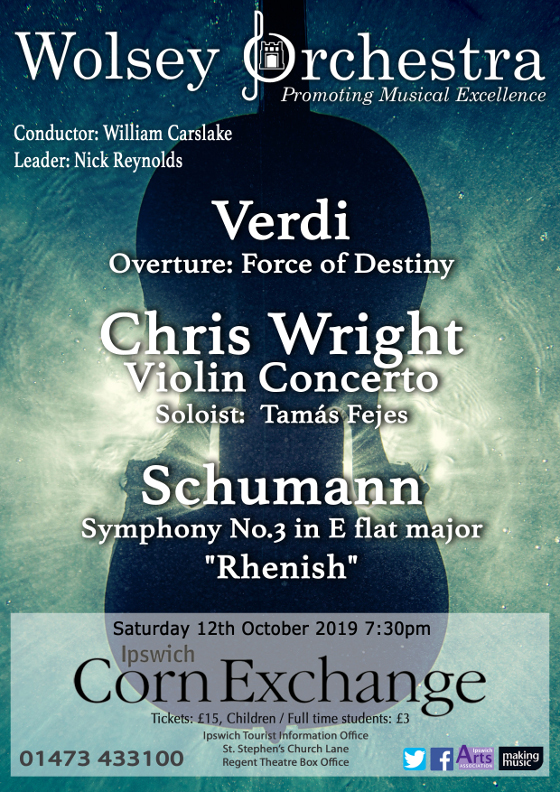 Wolsey Orchestra
Promoting Musical Excellence
Conductor: William Carslake
Leader: Nick Reynolds
Verdi
Overture: Force of Destiny
Chris Wright
Violin Concerto
Soloist: Tamás Fejes
Schumann
Symphony No.3 in E flat major
"Rhenish"
Saturday 12th October 2019 7:30pm
Ipswich
Corn Exchange
Tickets: £15, Children / Full time students: £3
Ipswich Tourist Information Office
St. Stephen's Church Lane
Regent Theatre Box Office
01473 433100
Ipswich
Arts
ASSOCIATION
making
music